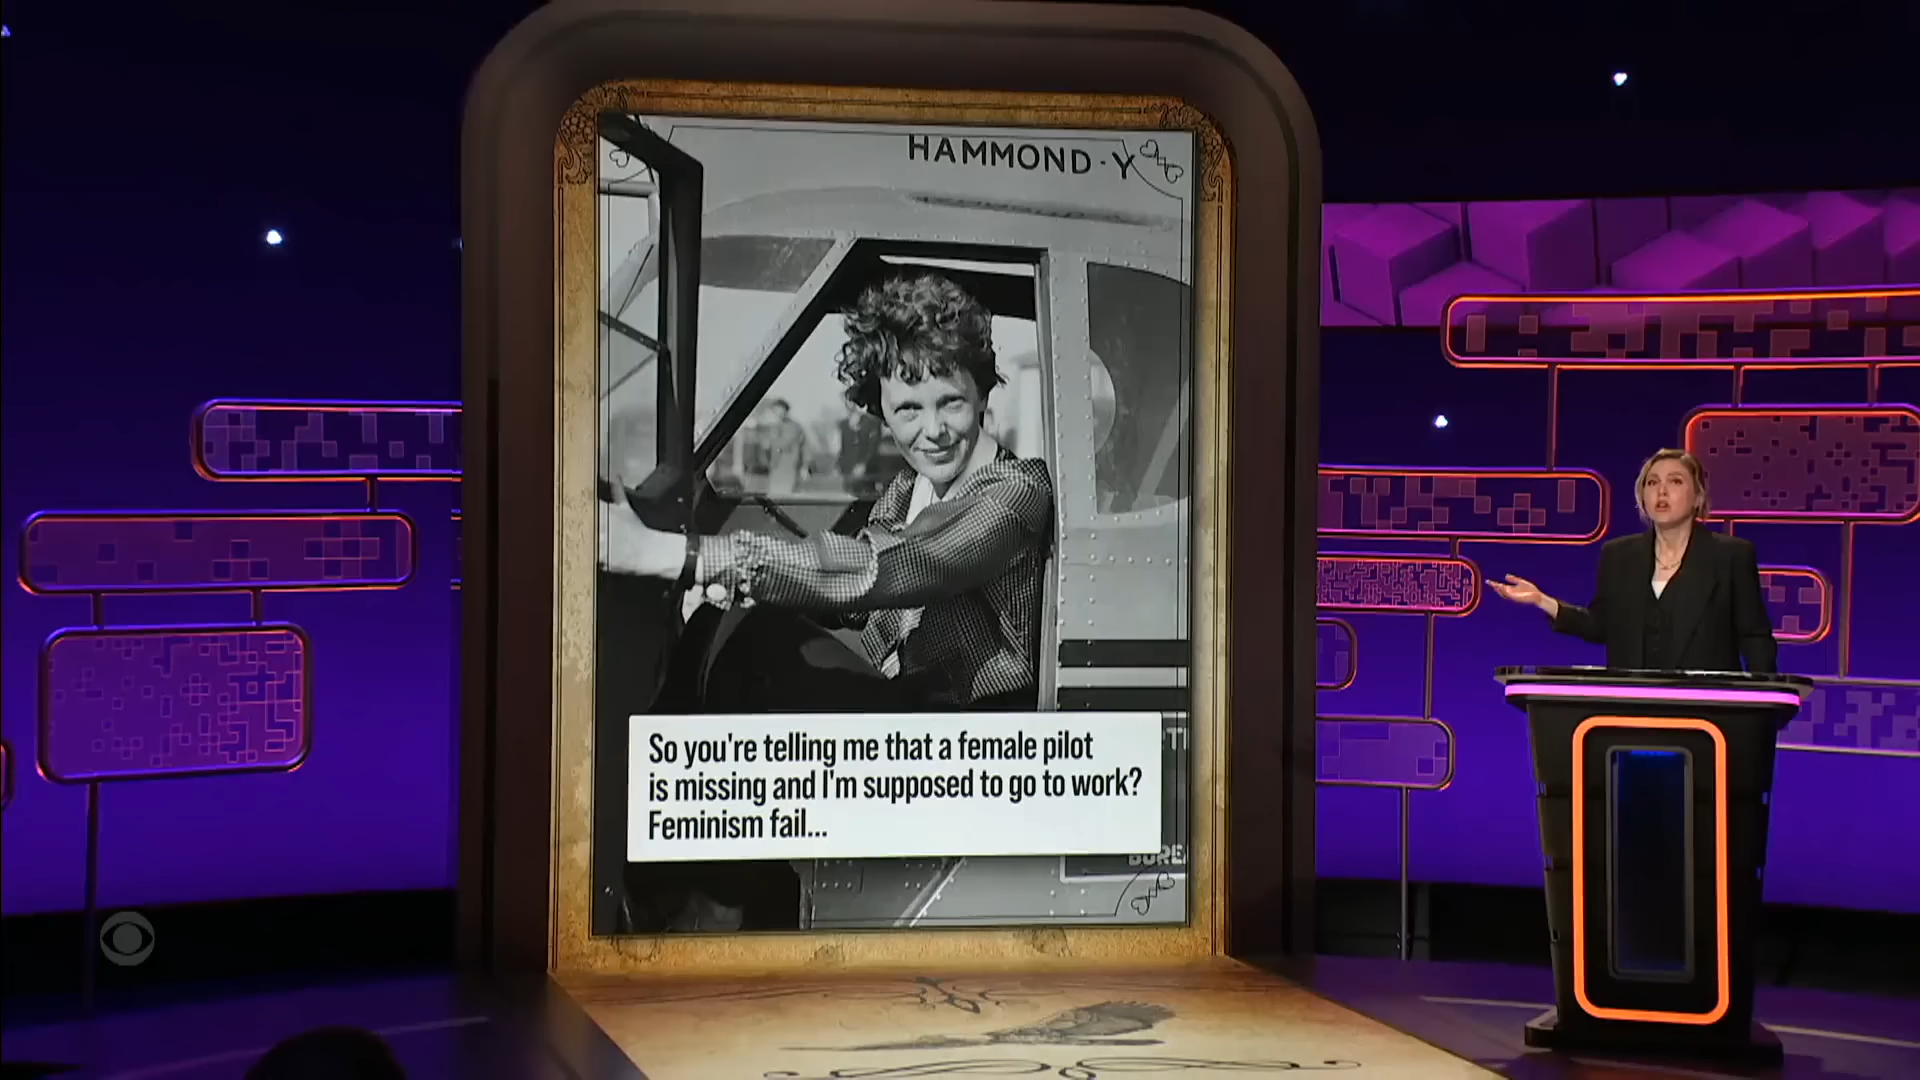 HAMMOND-Y
So you're telling me that a female pilot
is missing and I'm supposed to go to work?
Feminism fail...
BURE